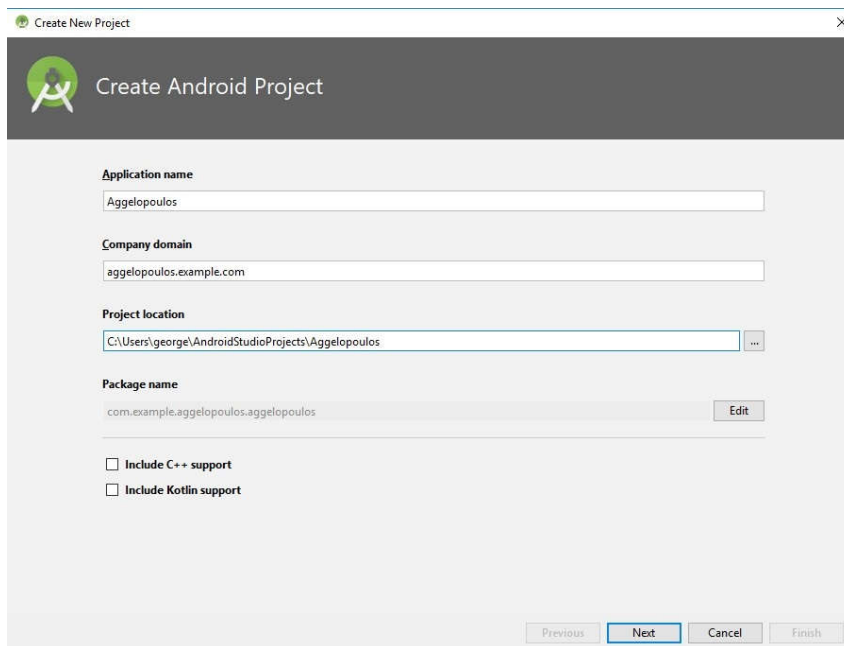 Create New Project
Create Android Project
Application name
Aggelopoulos
Company domain
aggelopoulos.example.com
Project location
C:\Users\george\AndroidStudioProjects\Aggelopoulos
...
Package name
com.example.aggelopoulos.aggelopoulos
Edit
Include C++ support
Include Kotlin support
Previous
Next
Cancel
Finish